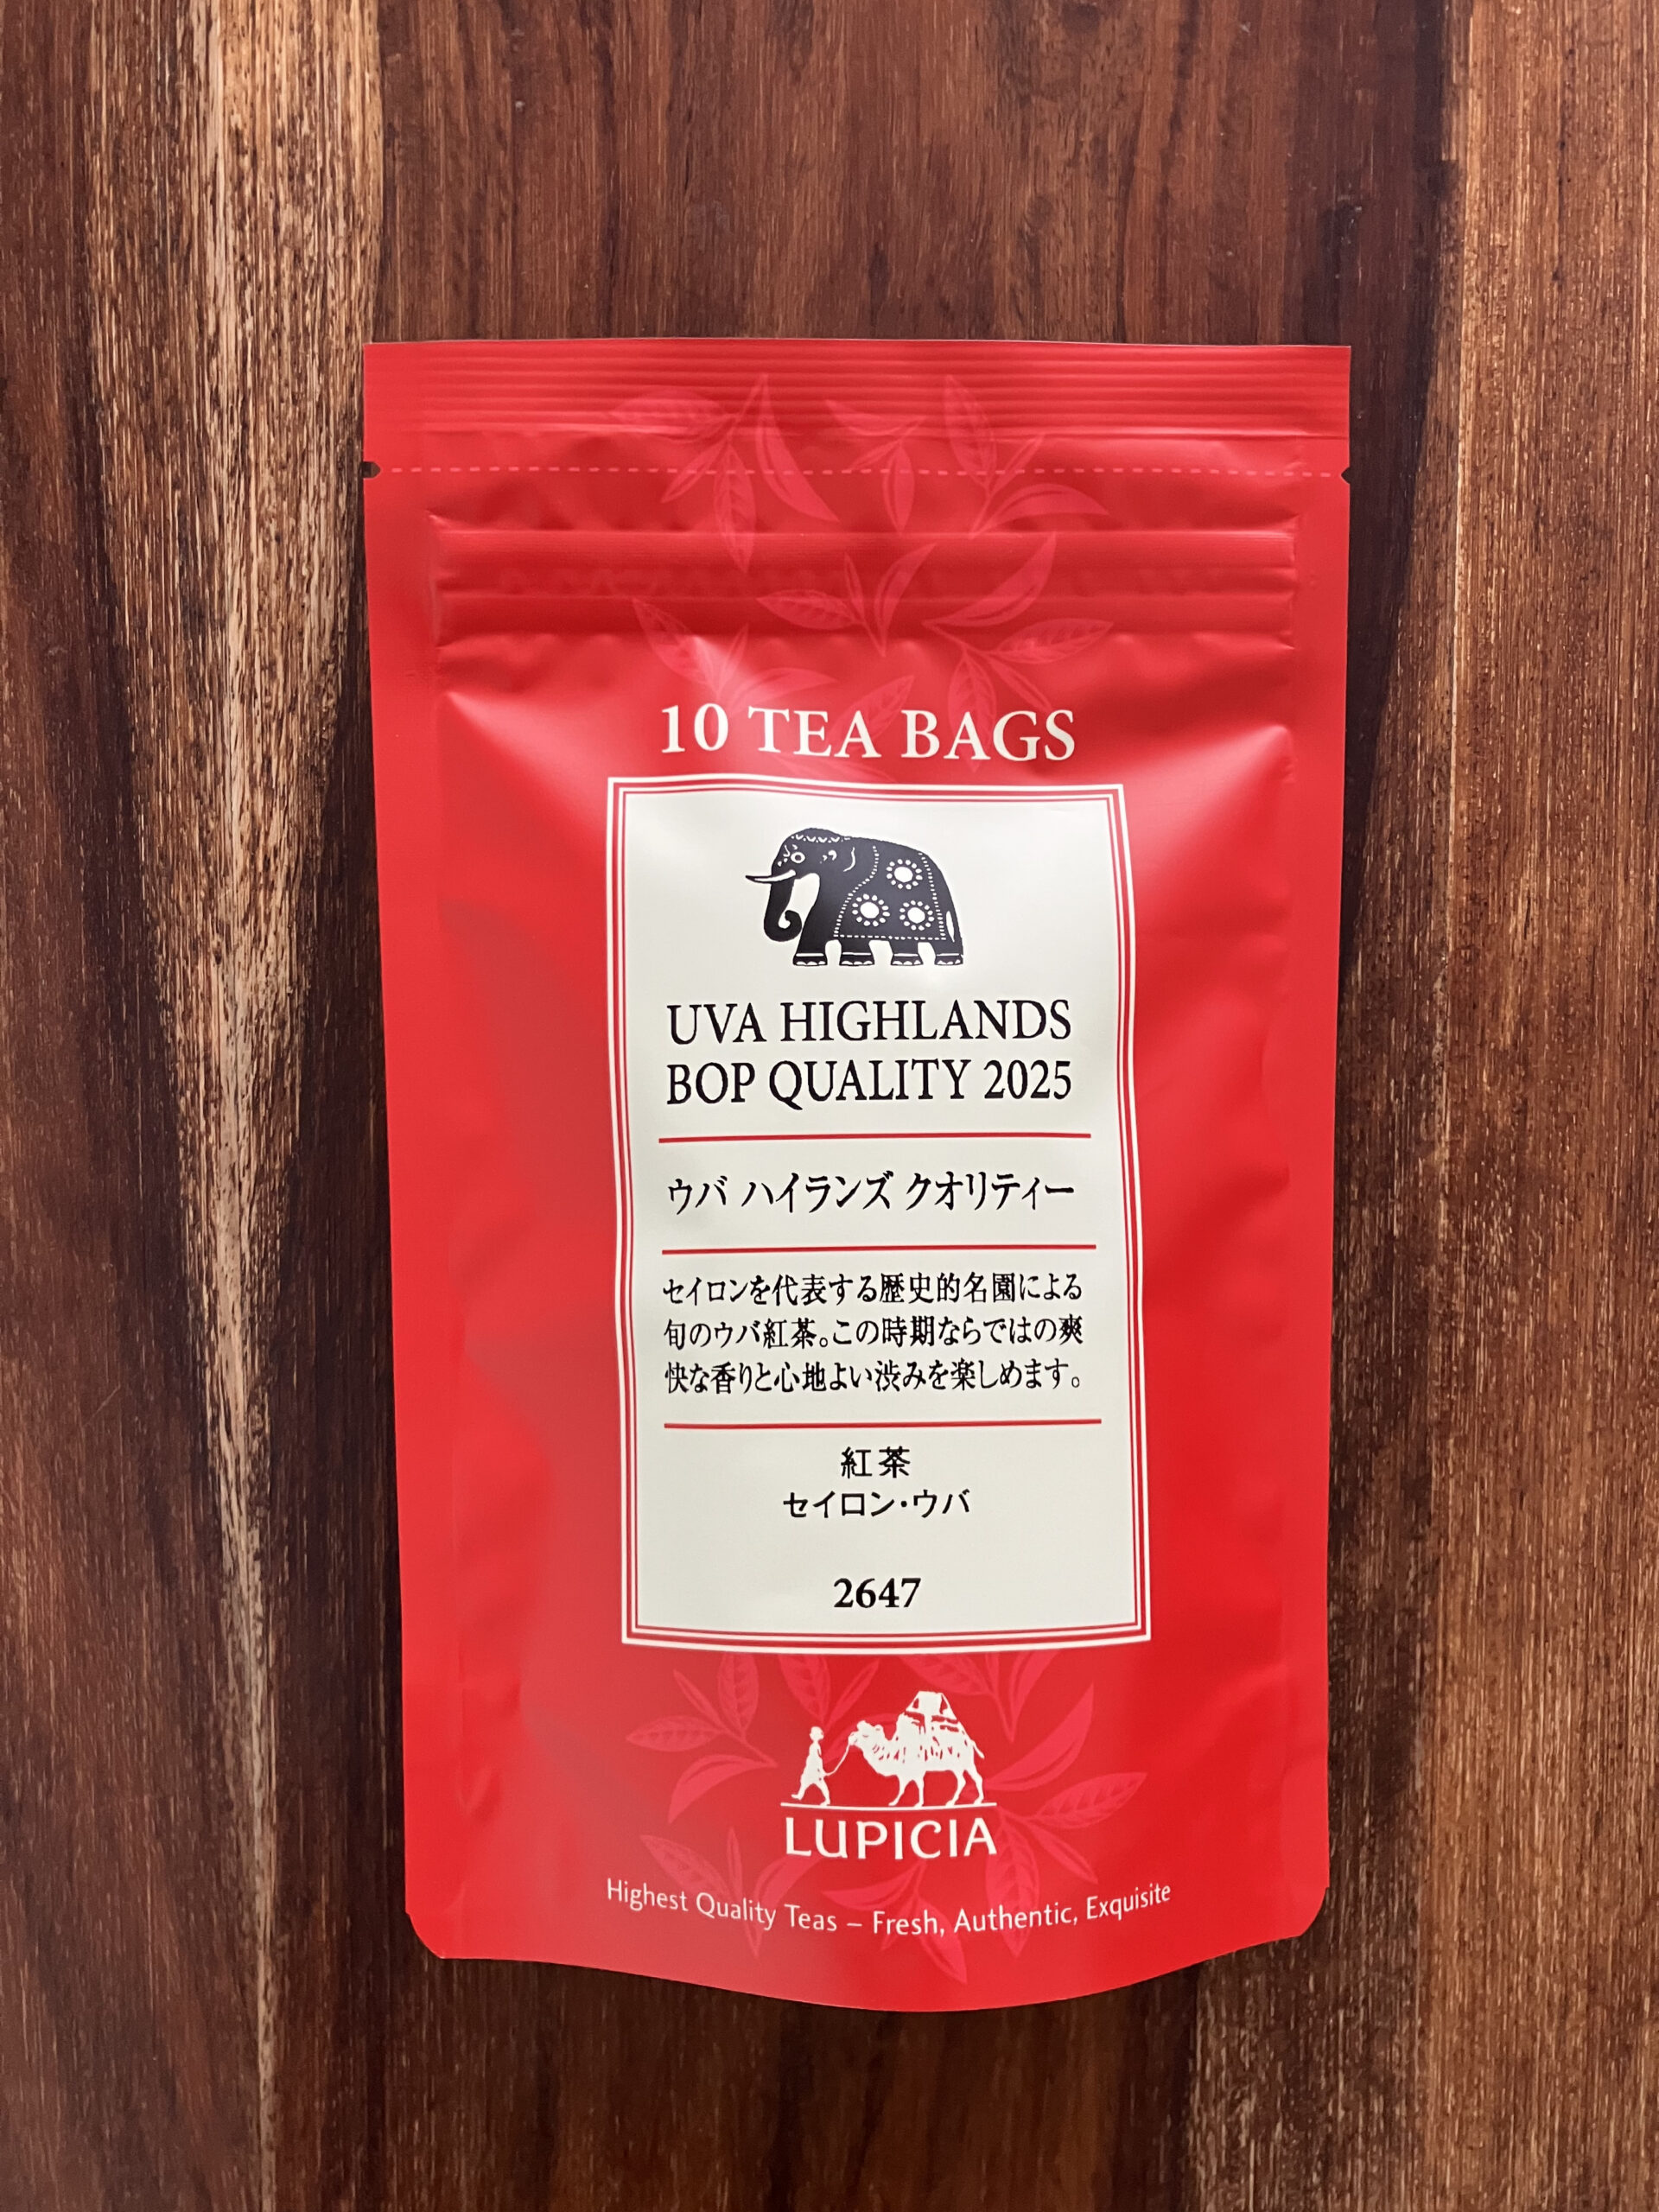 10 TEA BAGS
UVA HIGHLANDS
BOP QUALITY 2025
ウバ ハイランズ クオリティー
セイロンを代表する歴史的名園による
旬のウバ紅茶。この時期ならではの爽
快な香りと心地よい渋みを楽しめます。
紅茶
セイロン・ウバ
2647
LUPICIA
Highest Quality Teas – Fresh, Authentic, Exquisite